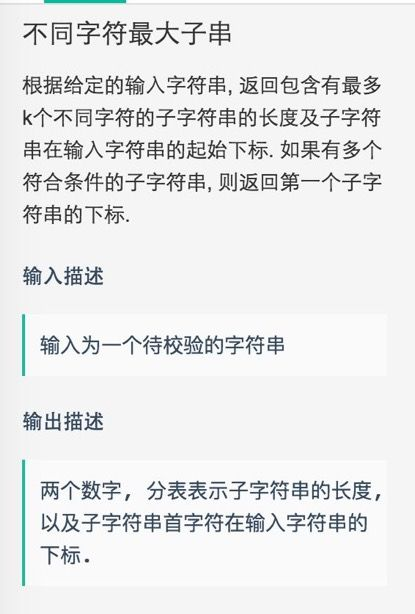 不同字符最大子串
根据给定的输入字符串, 返回包含有最多
k个不同字符的子字符串的长度及子字符
串在输入字符串的起始下标. 如果有多个
符合条件的子字符串, 则返回第一个子字
符串的下标.
输入描述
输入为一个待校验的字符串
输出描述
两个数字, 分表表示子字符串的长度,
以及子字符串首字符在输入字符串的
下标.